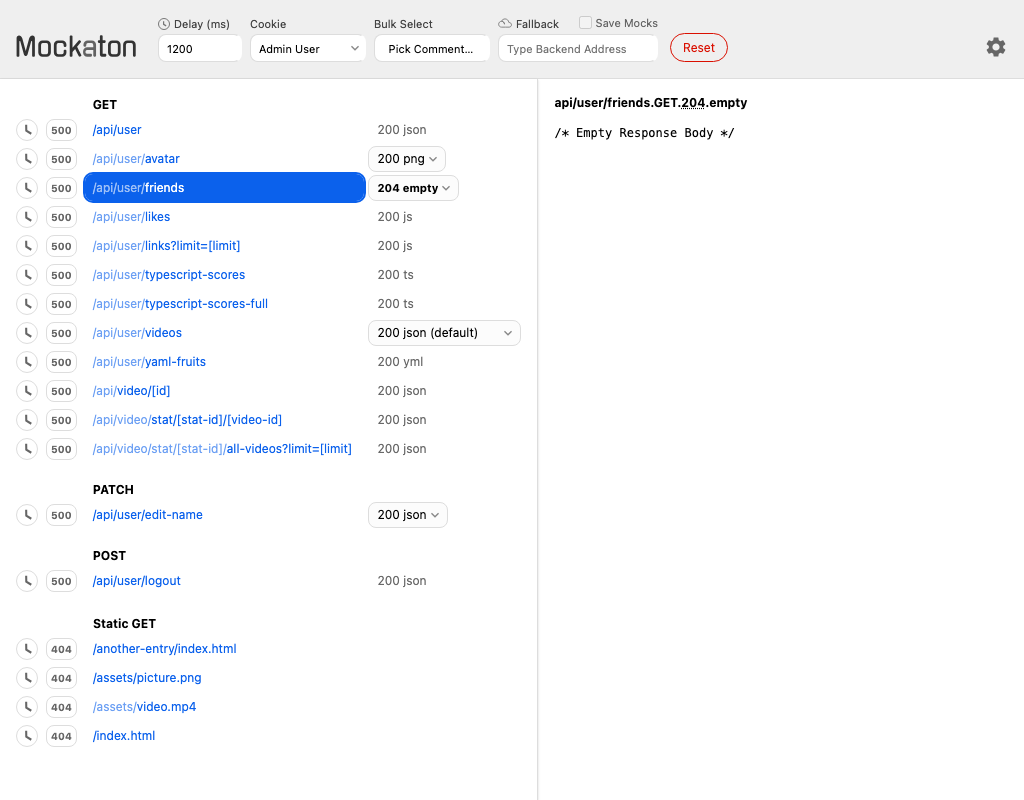 Mockaton
Delay (ms)
1200
Cookie
Admin User
Bulk Select
Pick Comment...
Fallback
Save Mocks
Type Backend Address
Reset
GET
500 /api/user 200 json
500 /api/user/avatar 200 png
500 /api/user/friends 204 empty
500 /api/user/likes 200 js
500 /api/user/links?limit=[limit] 200 js
500 /api/user/typescript-scores 200 ts
500 /api/user/typescript-scores-full 200 ts
500 /api/user/videos 200 json (default)
500 /api/user/yaml-fruits 200 yml
500 /api/video/[id] 200 json
500 /api/video/stat/[stat-id]/[video-id] 200 json
500 /api/video/stat/[stat-id]/all-videos?limit=[limit] 200 json
PATCH
500 /api/user/edit-name 200 json
POST
500 /api/user/logout 200 json
Static GET
404 /another-entry/index.html
404 /assets/picture.png
404 /assets/video.mp4
404 /index.html
api/user/friends.GET.204.empty
/* Empty Response Body */